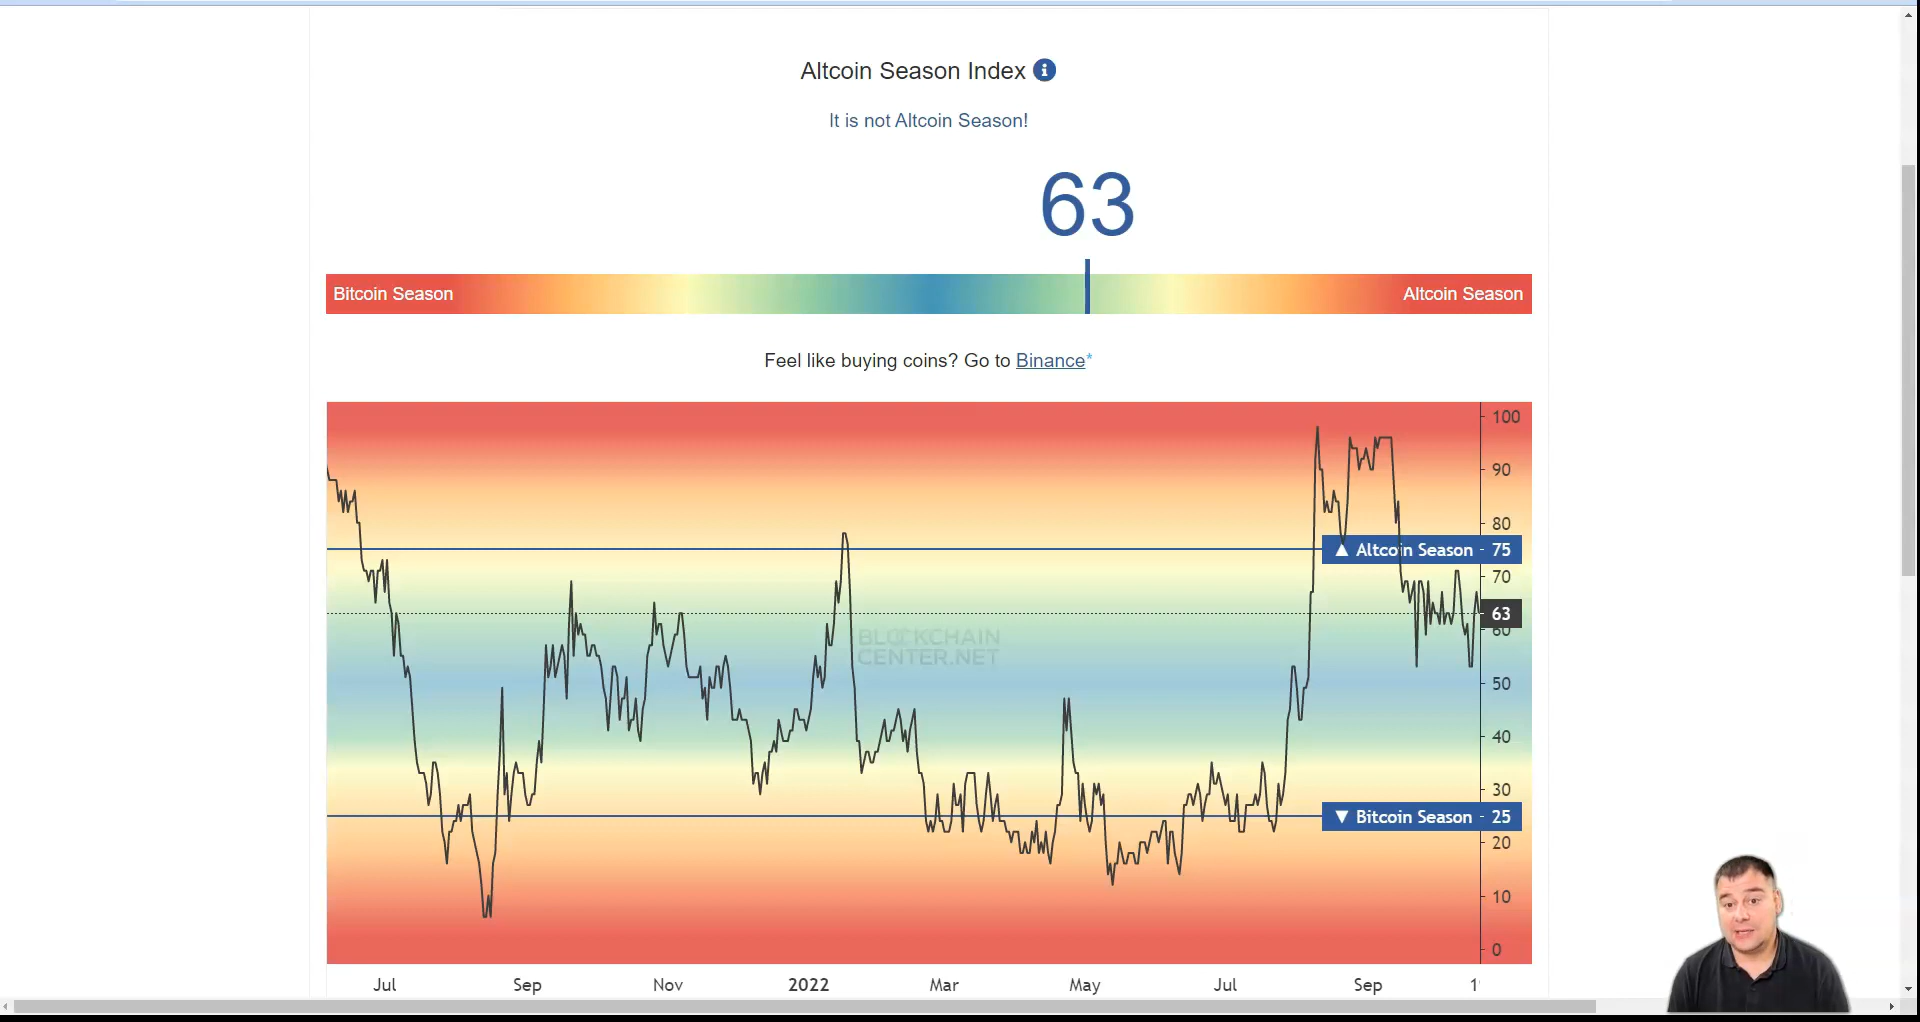 Altcoin Season Index
It is not Altcoin Season!
63
Bitcoin Season
Altcoin Season
Feel like buying coins? Go to Binance*
100
90
80
▲ Altcoin Season - 75
70
63
60
BLOCKCHAIN
CENTER.NET
50
40
30
▼ Bitcoin Season - 25
20
10
0
Jul Sep Nov 2022 Mar May Jul Sep